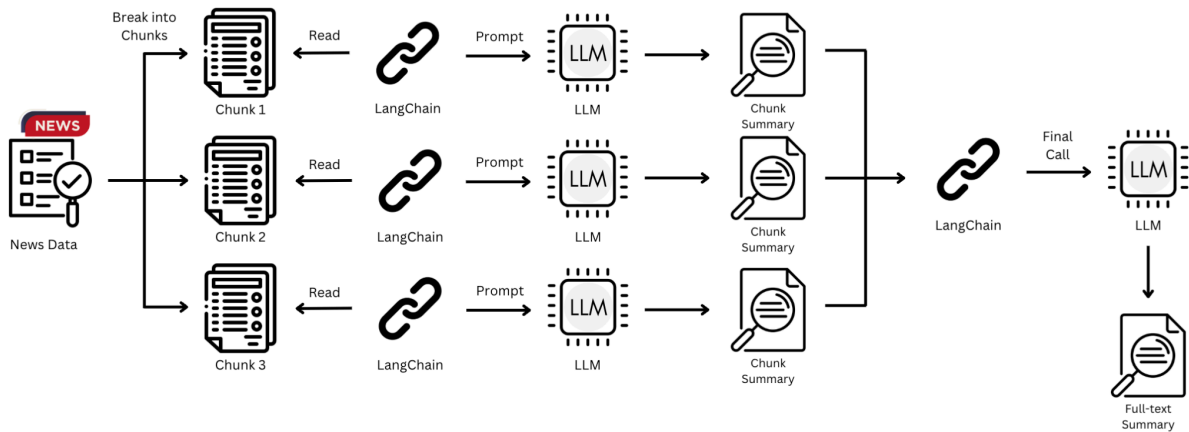 Break into
Chunks
Read
Prompt
LLM
Chunk 1
LangChain
LLM
Chunk
Summary
NEWS
News Data
Read
Prompt
LLM
Chunk 2
LangChain
LLM
Chunk
Summary
Final
Call
LLM
LangChain
LLM
Read
Prompt
LLM
Chunk 3
LangChain
LLM
Chunk
Summary
Full-text
Summary